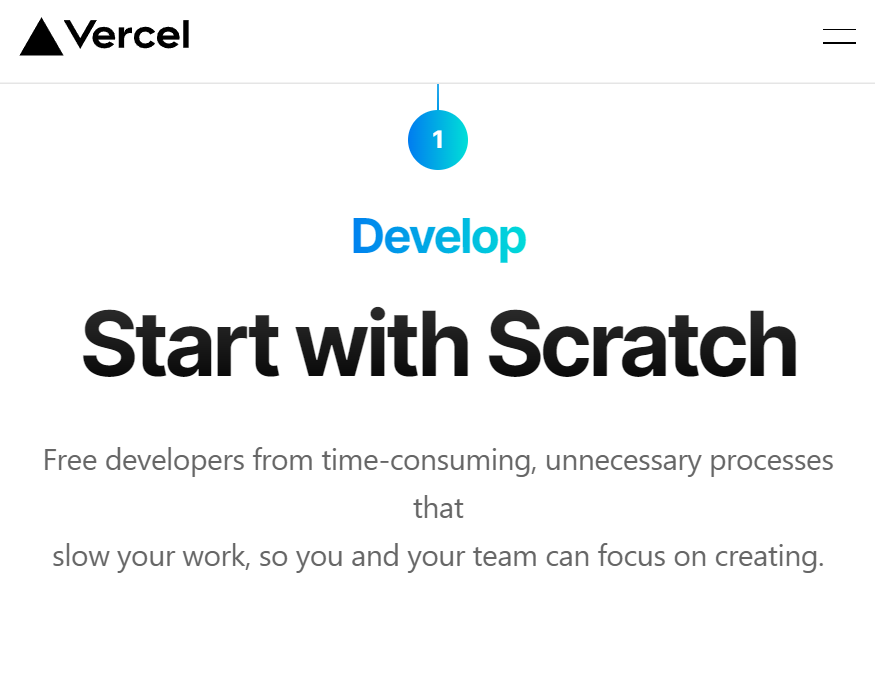 Vercel
1
Develop
Start with Scratch
Free developers from time-consuming, unnecessary processes
that
slow your work, so you and your team can focus on creating.